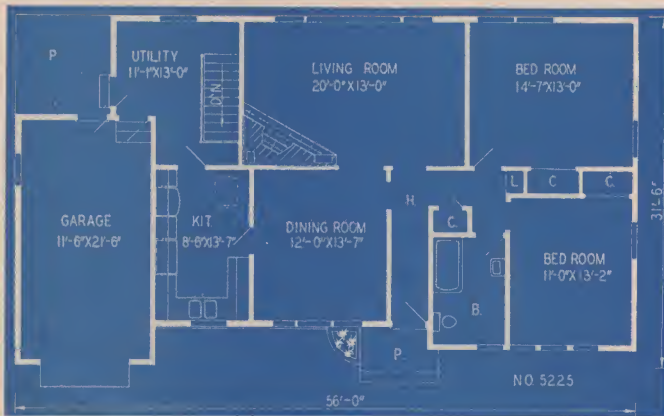 P.
UTILITY
11'-1"X13'-0"
D'N.
LIVING ROOM
20'-0"X13'-0"
BED ROOM
14'-7"X13'-0"
GARAGE
11'-6"X21'-6"
KIT.
8'-6"X13'-7"
DINING ROOM
12'-0"X13'-7"
H.
C.
L.
C.
C.
BED ROOM
11'-0"X13'-2"
B.
P.
31'-6"
NO. 5225
56'-0"